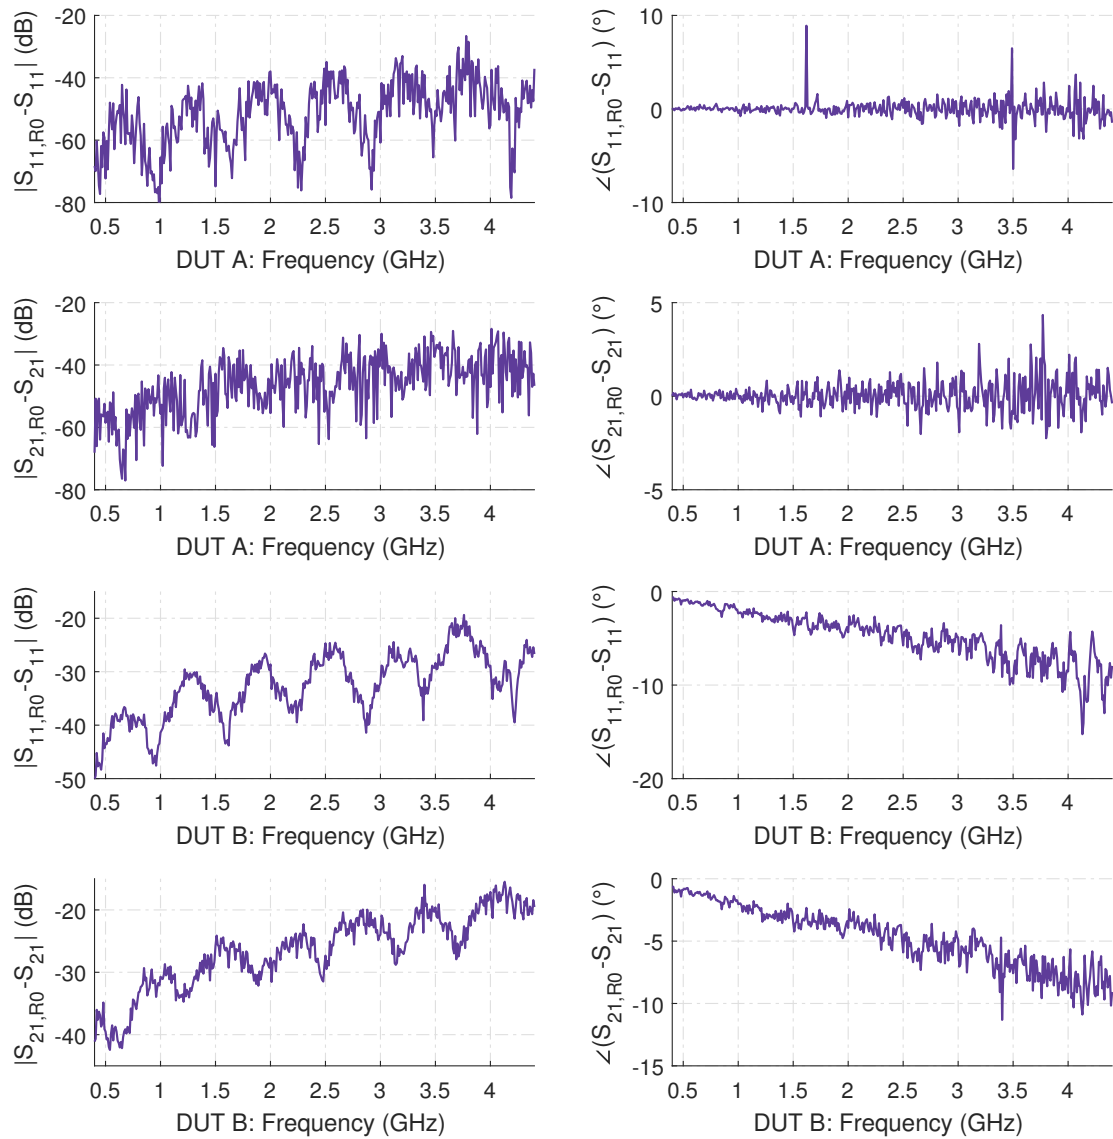 |S11,R0-S11| (dB)
-20
-40
-60
-80
0.5 1 1.5 2 2.5 3 3.5 4
DUT A: Frequency (GHz)
∠(S11,R0-S11) (°)
10
0
-10
0.5 1 1.5 2 2.5 3 3.5 4
DUT A: Frequency (GHz)
|S21,R0-S21| (dB)
-20
-40
-60
-80
0.5 1 1.5 2 2.5 3 3.5 4
DUT A: Frequency (GHz)
∠(S21,R0-S21) (°)
5
0
-5
0.5 1 1.5 2 2.5 3 3.5 4
DUT A: Frequency (GHz)
|S11,R0-S11| (dB)
-20
-30
-40
-50
0.5 1 1.5 2 2.5 3 3.5 4
DUT B: Frequency (GHz)
∠(S11,R0-S11) (°)
0
-10
-20
0.5 1 1.5 2 2.5 3 3.5 4
DUT B: Frequency (GHz)
|S21,R0-S21| (dB)
-20
-30
-40
0.5 1 1.5 2 2.5 3 3.5 4
DUT B: Frequency (GHz)
∠(S21,R0-S21) (°)
0
-5
-10
-15
0.5 1 1.5 2 2.5 3 3.5 4
DUT B: Frequency (GHz)